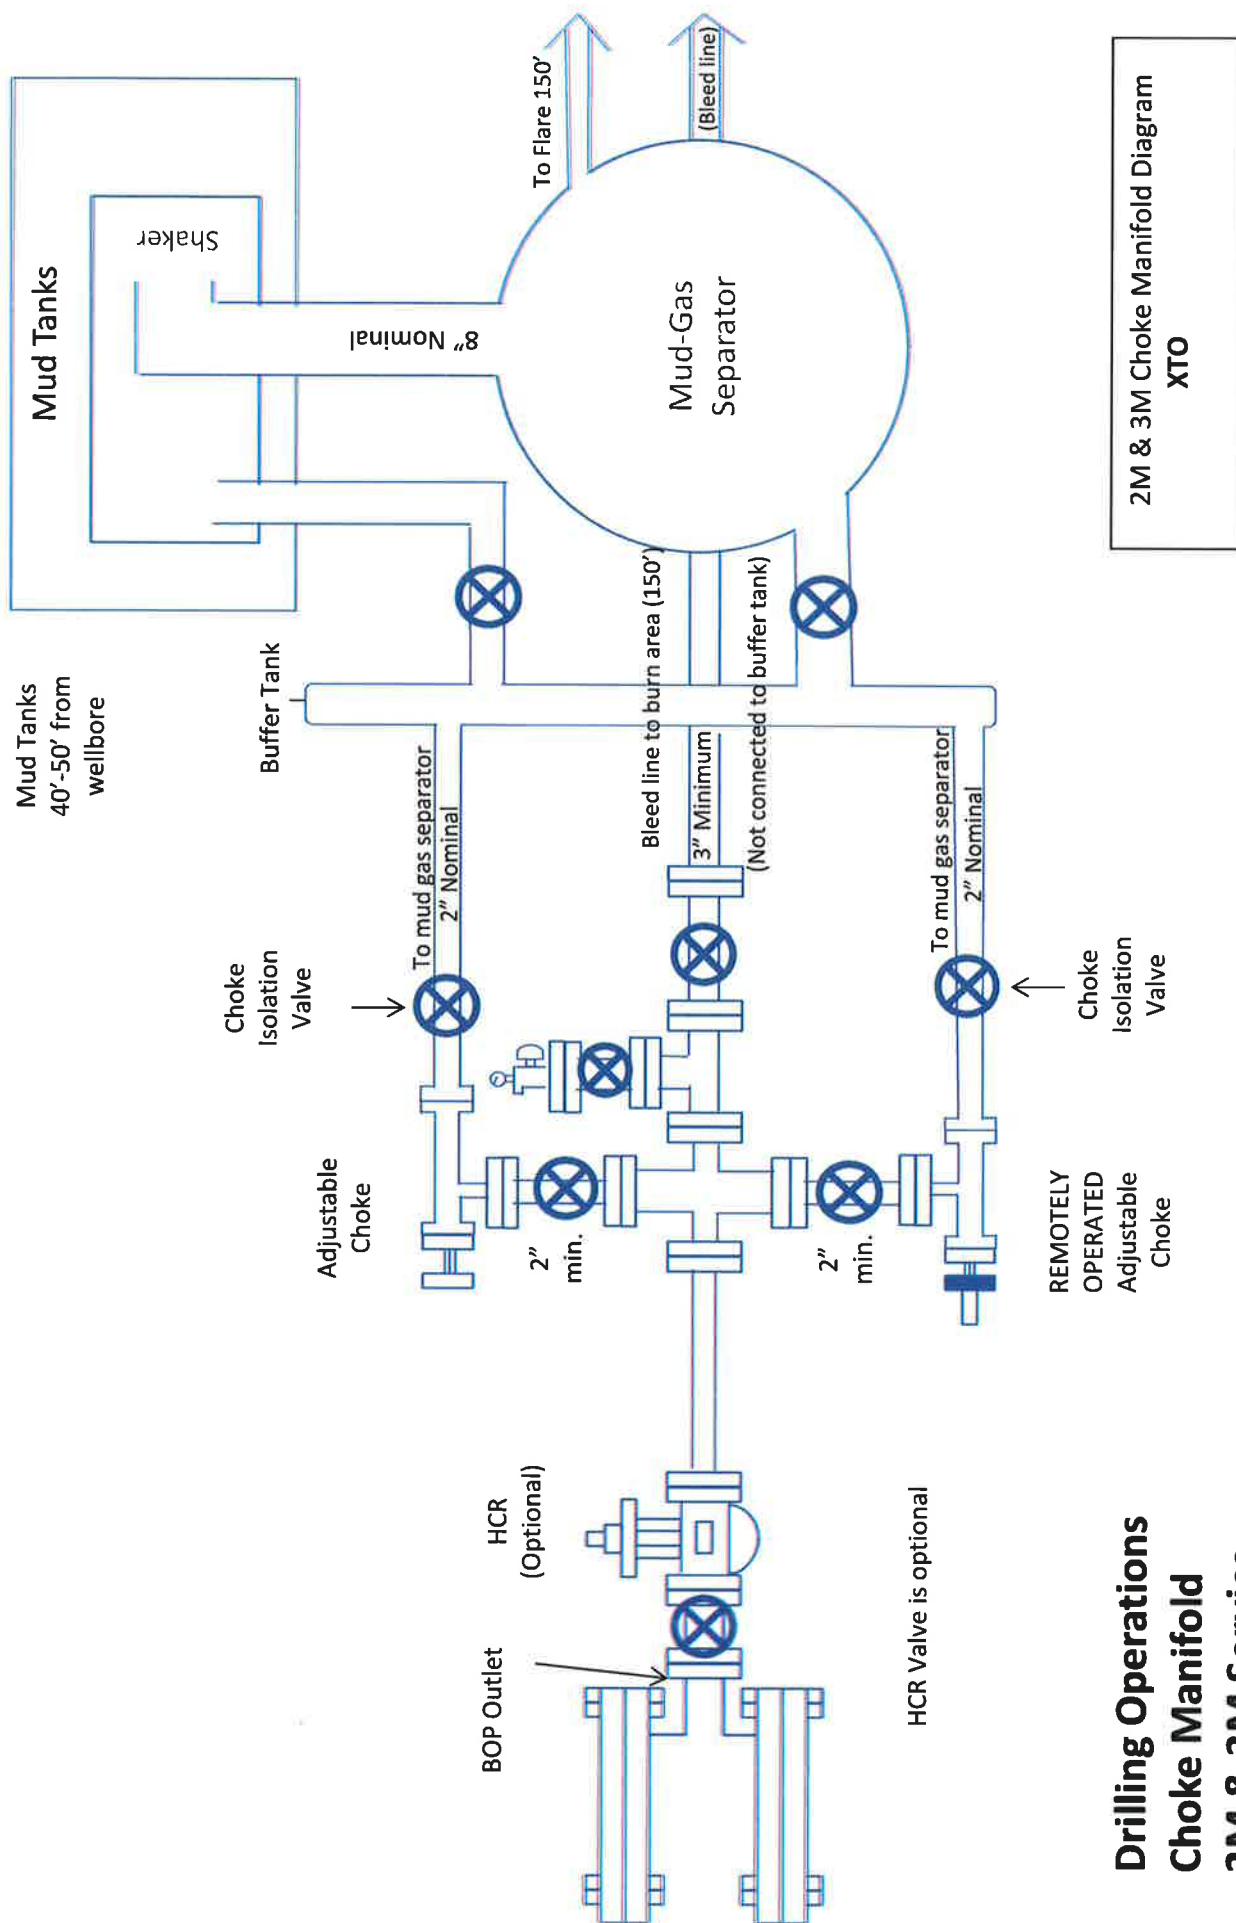 Mud Tanks
40'-50' from
wellbore
Mud Tanks
Shaker
8" Nominal
To Flare 150'
(Bleed line)
Mud-Gas
Separator
Buffer Tank
To mud gas separator
2" Nominal
Bleed line to burn area (150')
3" Minimum
(Not connected to buffer tank)
To mud gas separator
2" Nominal
Choke
Isolation
Valve
Choke
Isolation
Valve
Adjustable
Choke
2"
min.
2"
min.
REMOTELY
OPERATED
Adjustable
Choke
HCR
(Optional)
BOP Outlet
HCR Valve is optional
Drilling Operations
Choke Manifold
2M & 3M Service
2M & 3M Choke Manifold Diagram
XTO